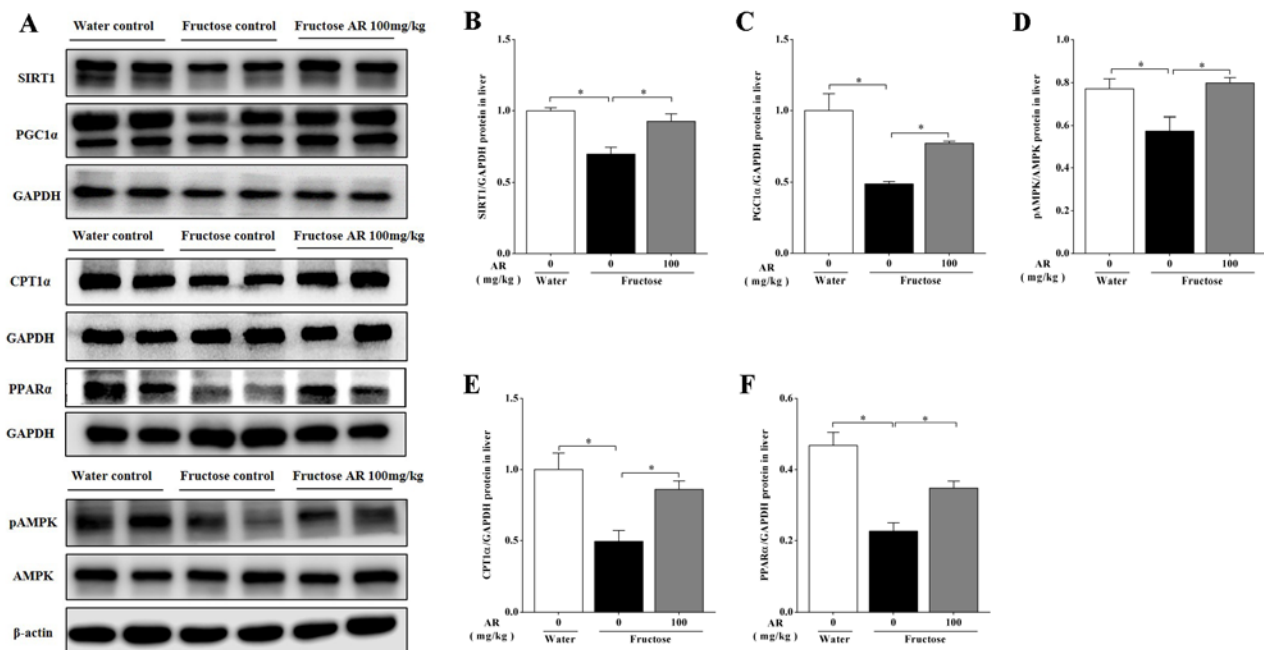 A
Water control Fructose control Fructose AR 100mg/kg
SIRT1
PGC1α
GAPDH
Water control Fructose control Fructose AR 100mg/kg
CPT1α
GAPDH
PPARα
GAPDH
Water control Fructose control Fructose AR 100mg/kg
pAMPK
AMPK
β-actin
B
SIRT1/GAPDH protein in liver
1.5
1.0
0.5
0.0
* *
AR 0 0 100
( mg/kg) Water Fructose
C
PGC1α/GAPDH protein in liver
1.5
1.0
0.5
0.0
*
*
AR 0 0 100
( mg/kg) Water Fructose
D
pAMPK/AMPK protein in liver
1.0
0.8
0.6
0.4
0.2
0.0
* *
AR 0 0 100
( mg/kg) Water Fructose
E
CPT1α/GAPDH protein in liver
1.5
1.0
0.5
0.0
*
*
AR 0 0 100
( mg/kg) Water Fructose
F
PPARα/GAPDH protein in liver
0.6
0.4
0.2
0.0
* *
AR 0 0 100
( mg/kg) Water Fructose